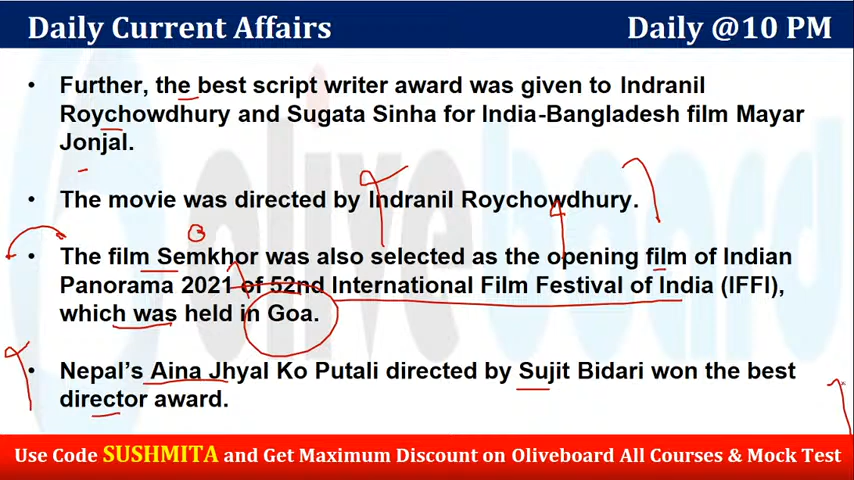 Daily Current Affairs Daily @10 PM
• Further, the best script writer award was given to Indranil
Roychowdhury and Sugata Sinha for India-Bangladesh film Mayar
Jonjal.
• The movie was directed by Indranil Roychowdhury.
• The film Semkhor was also selected as the opening film of Indian
Panorama 2021 of 52nd International Film Festival of India (IFFI),
which was held in Goa.
• Nepal's Aina Jhyal Ko Putali directed by Sujit Bidari won the best
director award.
Use Code SUSHMITA and Get Maximum Discount on Oliveboard All Courses & Mock Test
oliveboard